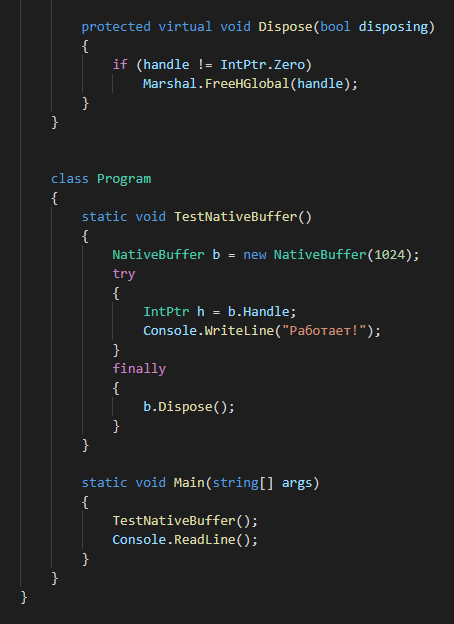 protected virtual void Dispose(bool disposing)
        {
            if (handle != IntPtr.Zero)
                Marshal.FreeHGlobal(handle);
        }
    }

    class Program
    {
        static void TestNativeBuffer()
        {
            NativeBuffer b = new NativeBuffer(1024);
            try
            {
                IntPtr h = b.Handle;
                Console.WriteLine("Работает!");
            }
            finally
            {
                b.Dispose();
            }
        }

        static void Main(string[] args)
        {
            TestNativeBuffer();
            Console.ReadLine();
        }
    }
}